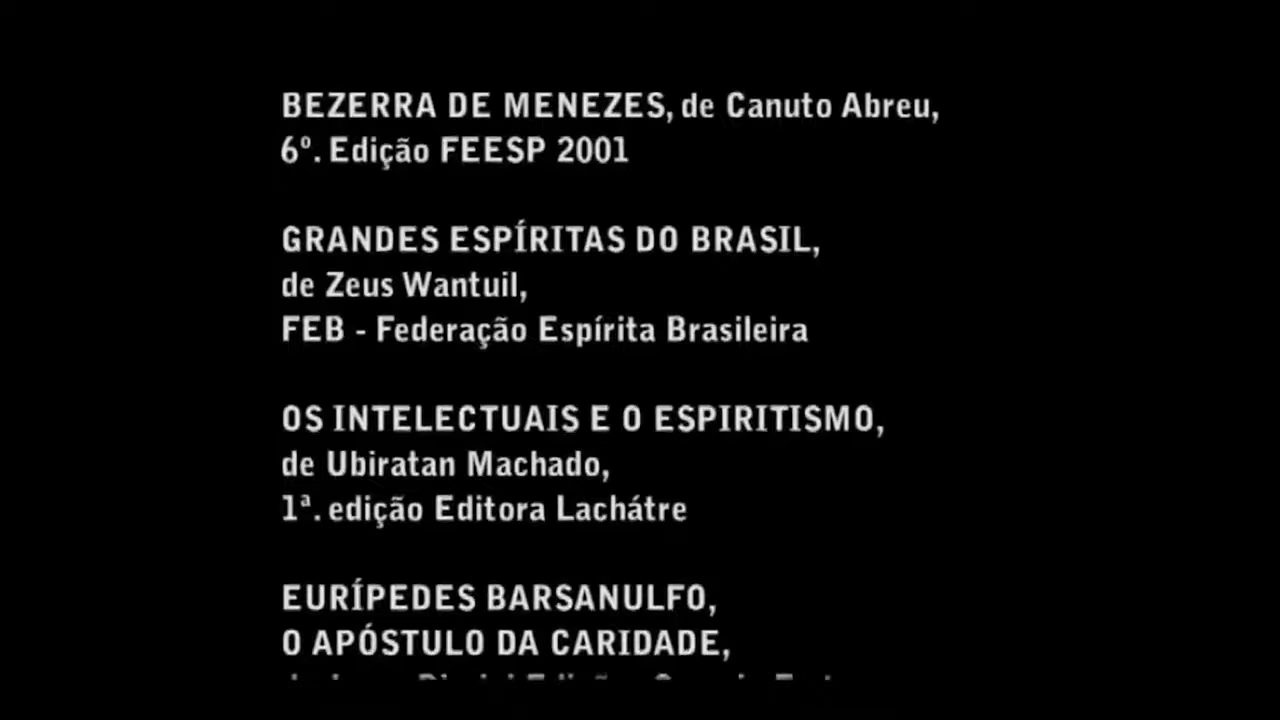 BEZERRA DE MENEZES, de Canuto Abreu,
6º. Edição FEESP 2001
GRANDES ESPÍRITAS DO BRASIL,
de Zeus Wantuil,
FEB - Federação Espírita Brasileira
OS INTELECTUAIS E O ESPIRITISMO,
de Ubiratan Machado,
1ª. edição Editora Lachátre
EURÍPEDES BARSANULFO,
O APÓSTULO DA CARIDADE,